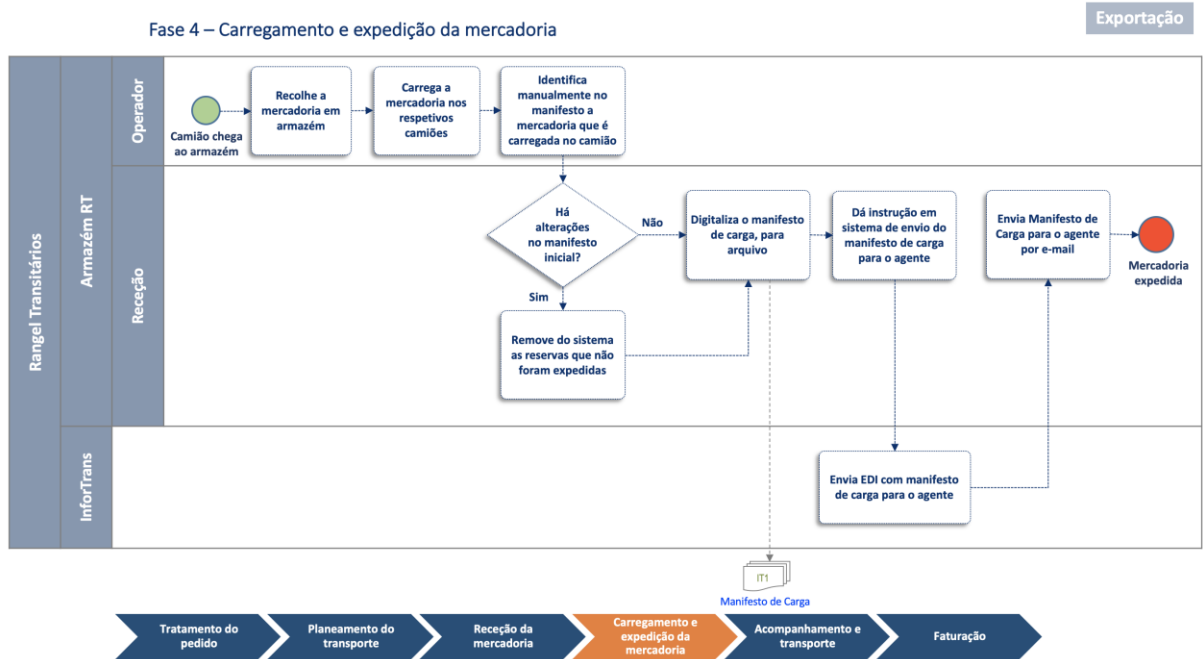 Exportação
Fase 4 – Carregamento e expedição da mercadoria
Rangel Transitários
Armazém RT
Operador
Camião chega
ao armazém
Recolhe a
mercadoria em
armazém
Carrega a
mercadoria nos
respetivos
camiões
Identifica
manualmente no
manifesto a
mercadoria que é
carregada no camião
Receção
Há
alterações
no manifesto
inicial?
Não
Sim
Remove do sistema
as reservas que não
foram expedidas
Digitaliza o manifesto
de carga, para
arquivo
Dá instrução em
sistema de envio do
manifesto de carga
para o agente
Envia Manifesto de
Carga para o agente
por e-mail
Mercadoria
expedida
InforTrans
Envia EDI com manifesto
de carga para o agente
IT1
Manifesto de Carga
Tratamento do
pedido
Planeamento do
transporte
Receção da
mercadoria
Carregamento e
expedição da
mercadoria
Acompanhamento e
transporte
Faturação